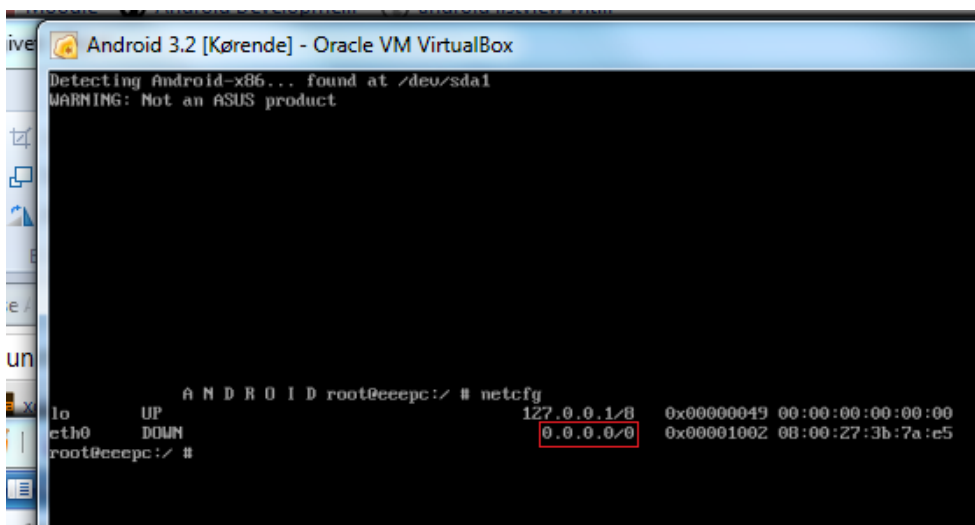 Android 3.2 [Kørende] - Oracle VM VirtualBox
Detecting Android-x86... found at /dev/sda1
WARNING: Not an ASUS product
A N D R O I D root@eeepc:/ # netcfg
lo UP 127.0.0.1/8 0x00000049 00:00:00:00:00:00
eth0 DOWN 0.0.0.0/0 0x00001002 08:00:27:3b:7a:e5
root@eeepc:/ #